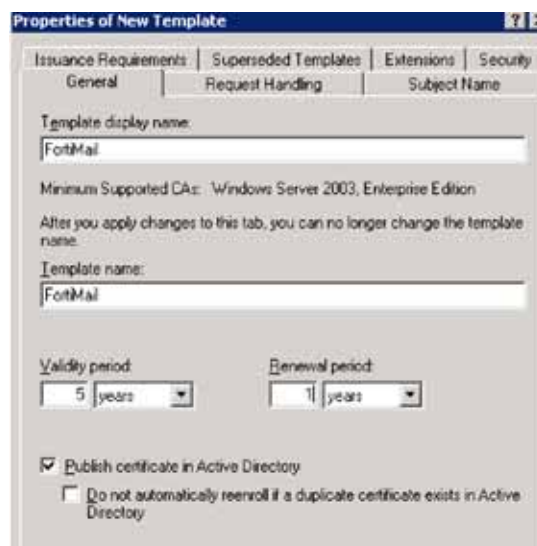 Properties of New Template
Issuance Requirements Superseded Templates Extensions Security
General Request Handling Subject Name
Template display name:
FortiMail
Minimum Supported CAs: Windows Server 2003, Enterprise Edition
After you apply changes to this tab, you can no longer change the template
name.
Template name:
FortiMail
Validity period: Renewal period:
5 years 1 years
Publish certificate in Active Directory
Do not automatically reenroll if a duplicate certificate exists in Active
Directory